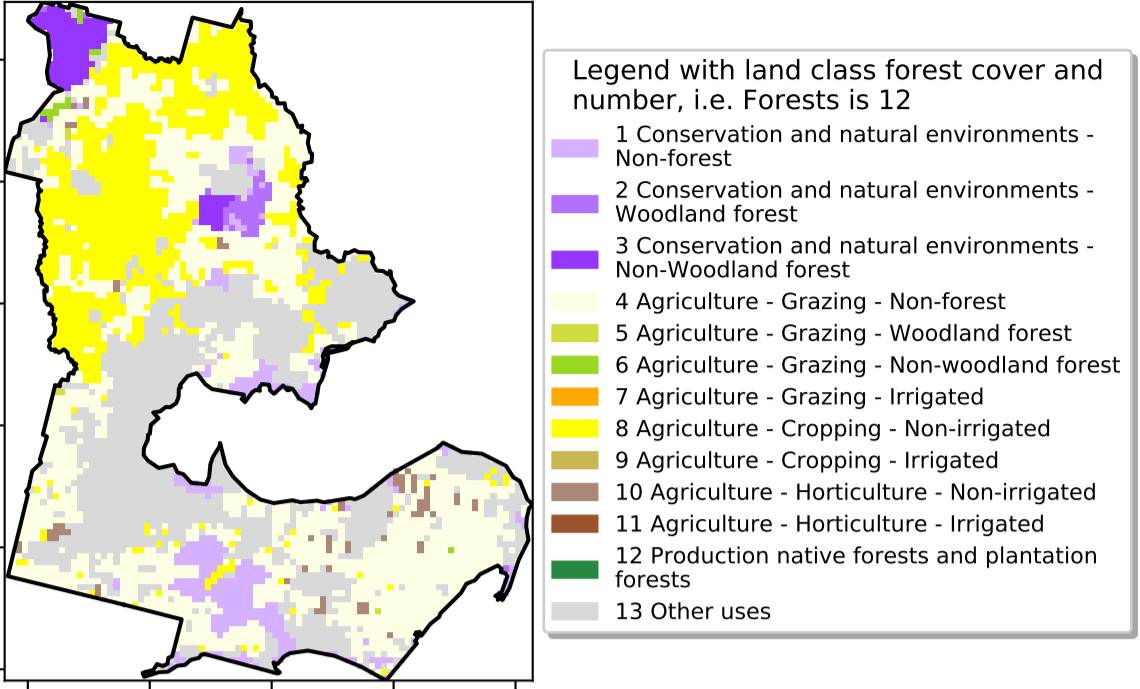 Legend with land class forest cover and
number, i.e. Forests is 12
1 Conservation and natural environments -
Non-forest
2 Conservation and natural environments -
Woodland forest
3 Conservation and natural environments -
Non-Woodland forest
4 Agriculture - Grazing - Non-forest
5 Agriculture - Grazing - Woodland forest
6 Agriculture - Grazing - Non-woodland forest
7 Agriculture - Grazing - Irrigated
8 Agriculture - Cropping - Non-irrigated
9 Agriculture - Cropping - Irrigated
10 Agriculture - Horticulture - Non-irrigated
11 Agriculture - Horticulture - Irrigated
12 Production native forests and plantation
forests
13 Other uses